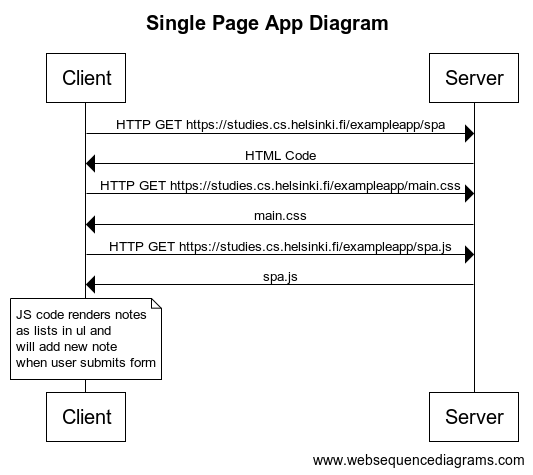 Single Page App Diagram
Client
Server
HTTP GET https://studies.cs.helsinki.fi/exampleapp/spa
HTML Code
HTTP GET https://studies.cs.helsinki.fi/exampleapp/main.css
main.css
HTTP GET https://studies.cs.helsinki.fi/exampleapp/spa.js
spa.js
JS code renders notes
as lists in ul and
will add new note
when user submits form
Client
Server
www.websequencediagrams.com